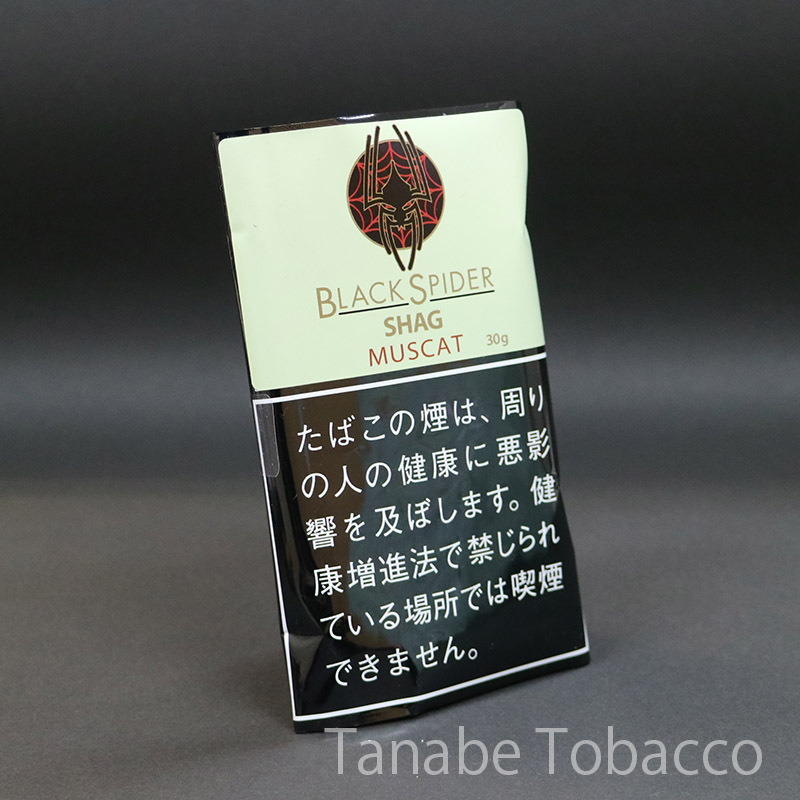 BLACK SPIDER
SHAG
MUSCAT 30g
たばこの煙は、周り
の人の健康に悪影
響を及ぼします。健
康増進法で禁じられ
ている場所では喫煙
できません。
Tanabe Tobacco